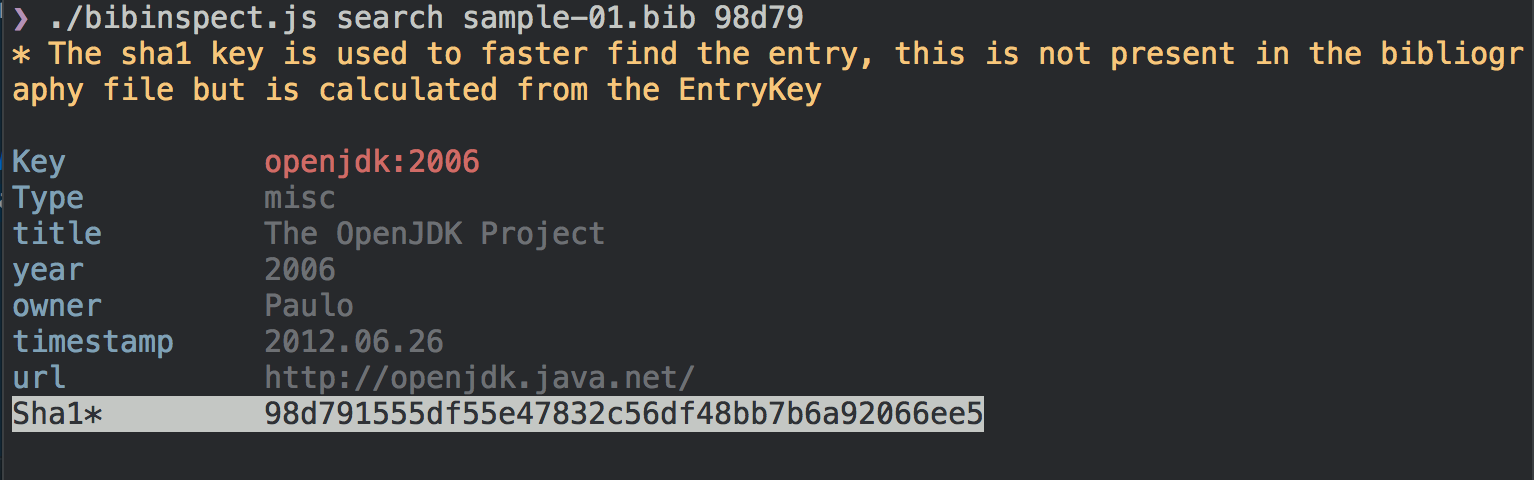 ❯ ./bibinspect.js search sample-01.bib 98d79
* The sha1 key is used to faster find the entry, this is not present in the bibliogr
aphy file but is calculated from the EntryKey
Key openjdk:2006
Type misc
title The OpenJDK Project
year 2006
owner Paulo
timestamp 2012.06.26
url http://openjdk.java.net/
Sha1* 98d791555df55e47832c56df48bb7b6a92066ee5